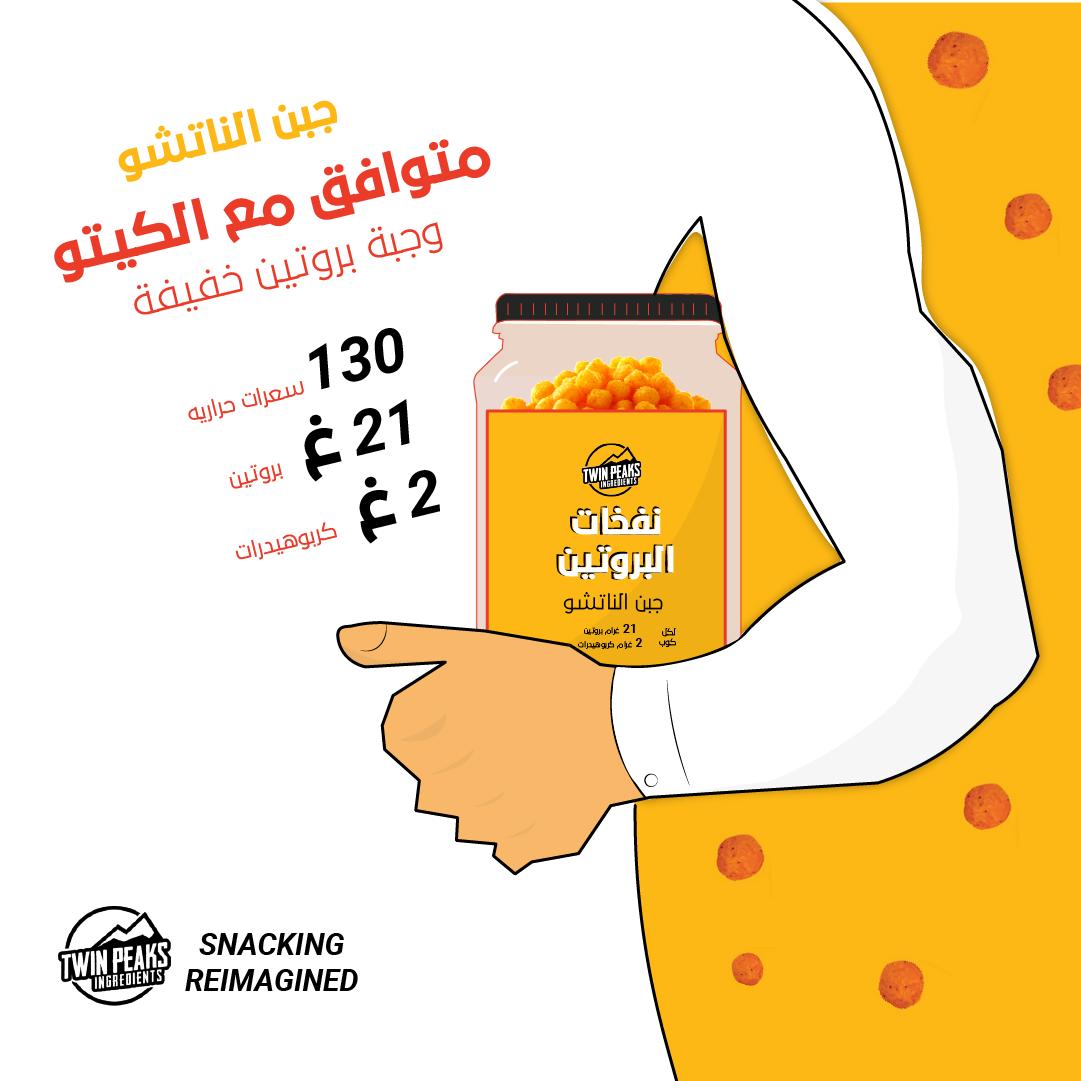 جبن الناتشو
متوافق مع الكيتو
وجبة بروتين خفيفة
130 سعرات حراريه
21 غ بروتين
2 غ كربوهيدرات
TWIN PEAKS
INGREDIENTS
نفخات
البروتين
جبن الناتشو
لكل كوب
21 غرام بروتين
2 غرام كربوهيدرات
TWIN PEAKS
INGREDIENTS
SNACKING
REIMAGINED